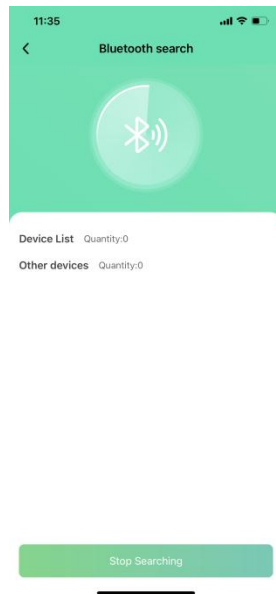 11:35
Bluetooth search
Device List Quantity:0
Other devices Quantity:0
Stop Searching